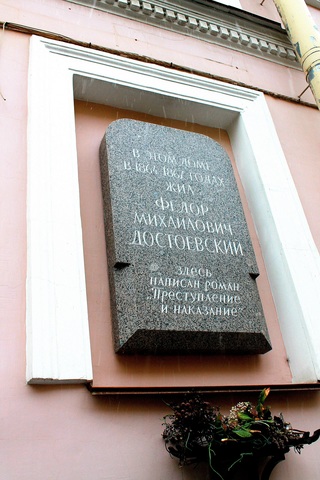 В ЭТОМ ДОМЕ
В 1864-1867 ГОДАХ
ЖИЛ
ФЕДОР
МИХАЙЛОВИЧ
ДОСТОЕВСКИЙ
ЗДЕСЬ
НАПИСАН РОМАН
„ПРЕСТУПЛЕНИЕ
И НАКАЗАНИЕ"